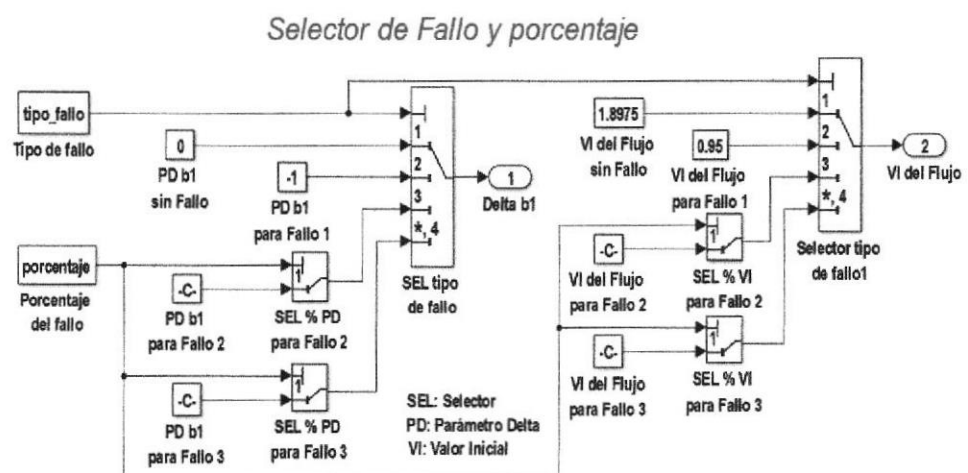 Selector de Fallo y porcentaje
tipo_fallo
Tipo de fallo
0
PD b1
sin Fallo
-1
PD b1
para Fallo 1
1
2
3
*, 4
SEL tipo
de fallo
1
Delta b1
porcentaje
Porcentaje
del fallo
-C-
PD b1
para Fallo 2
1
SEL % PD
para Fallo 2
-C-
PD b1
para Fallo 3
1
SEL % PD
para Fallo 3
SEL: Selector
PD: Parámetro Delta
VI: Valor Inicial
1.8975
VI del Flujo
sin Fallo
0.95
VI del Flujo
para Fallo 1
1
2
3
*, 4
Selector tipo
de fallo1
2
VI del Flujo
-C-
VI del Flujo
para Fallo 2
1
SEL % VI
para Fallo 2
-C-
VI del Flujo
para Fallo 3
1
SEL % VI
para Fallo 3